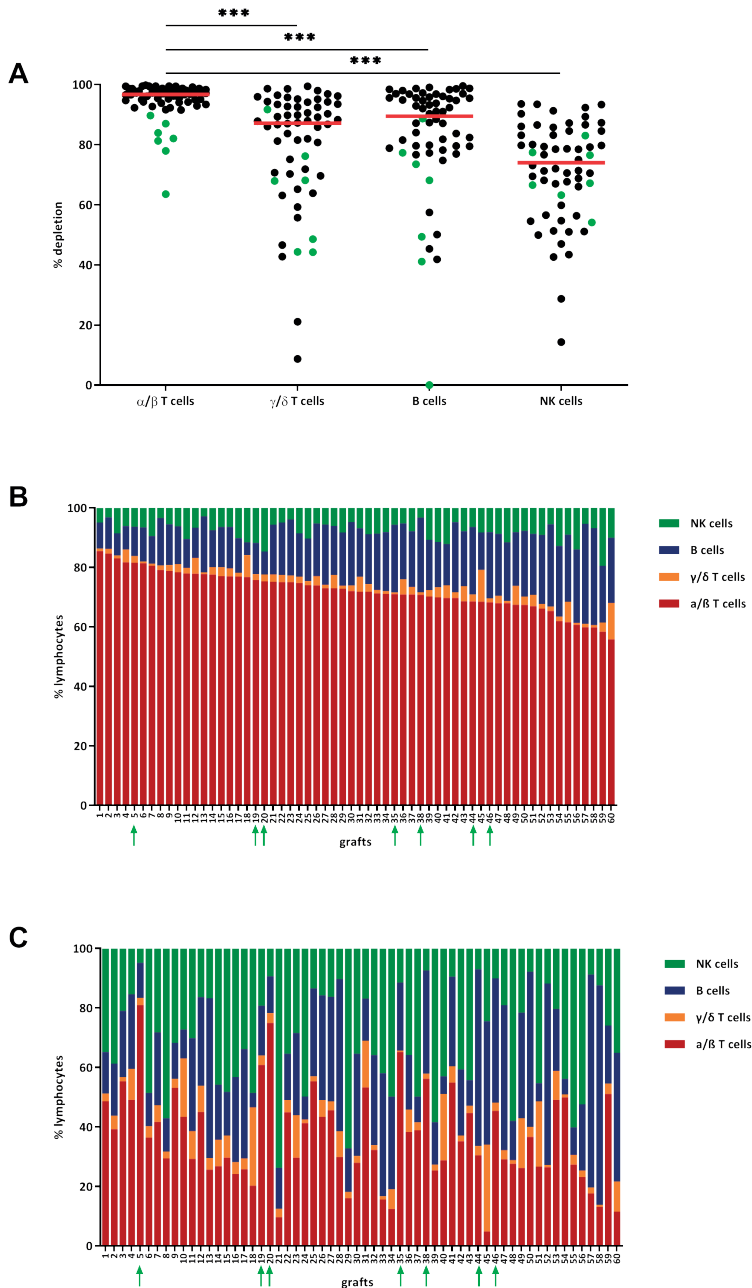 ***
***
***
A
100
80
60
40
20
0
% depletion
α/β T cells
γ/δ T cells
B cells
NK cells
B
100
80
60
40
20
0
% lymphocytes
NK cells
B cells
γ/δ T cells
a/ß T cells
1 2 3 4 5 6 7 8 9 10 11 12 13 14 15 16 17 18 19 20 21 22 23 24 25 26 27 28 29 30 31 32 33 34 35 36 37 38 39 40 41 42 43 44 45 46 47 48 49 50 51 52 53 54 55 56 57 58 59 60
grafts
C
100
80
60
40
20
0
% lymphocytes
NK cells
B cells
γ/δ T cells
a/ß T cells
1 2 3 4 5 6 7 8 9 10 11 12 13 14 15 16 17 18 19 20 21 22 23 24 25 26 27 28 29 30 31 32 33 34 35 36 37 38 39 40 41 42 43 44 45 46 47 48 49 50 51 52 53 54 55 56 57 58 59 60
grafts